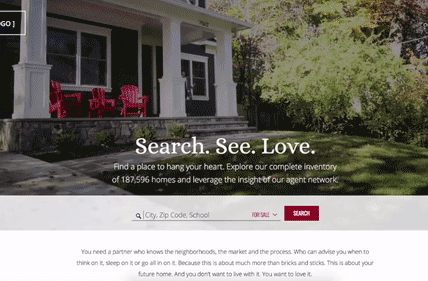 OGO ]
Search. See. Love.
Find a place to hang your heart. Explore our complete inventory
of 187,596 homes and leverage the insight of our agent network.
City, Zip Code, School
FOR SALE
SEARCH
You need a partner who knows the neighborhoods, the market and the process. Who can advise you when to
think on it, sleep on it or go all in on it. Because this is about much more than bricks and sticks. This is about your
future home. And you don't want to live with it. You want to love it.